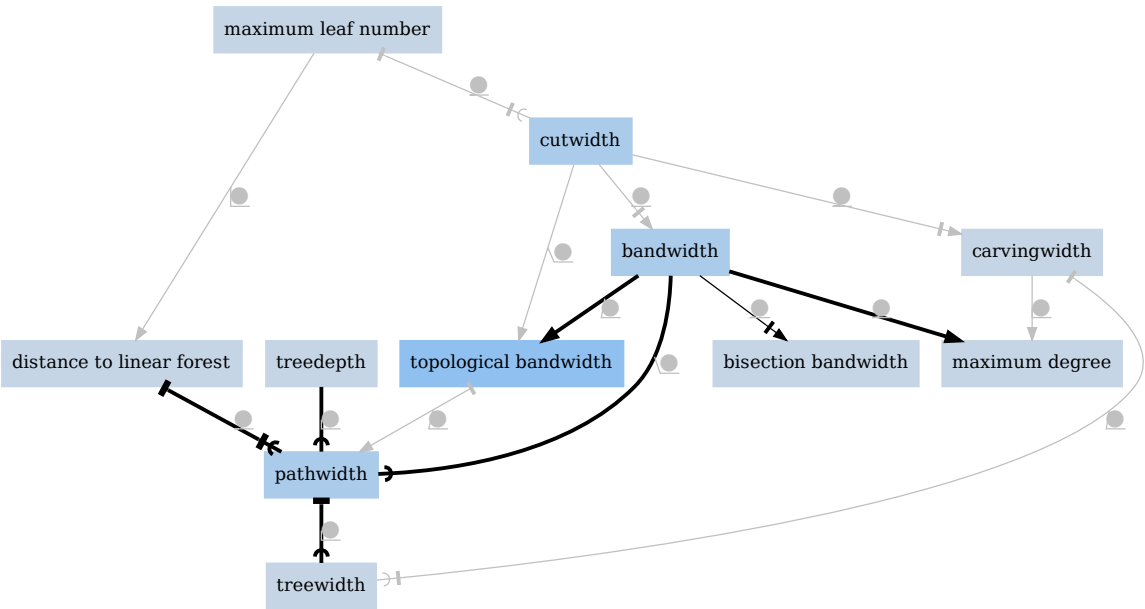 maximum leaf number
cutwidth
bandwidth
carvingwidth
distance to linear forest
treedepth
topological bandwidth
bisection bandwidth
maximum degree
pathwidth
treewidth